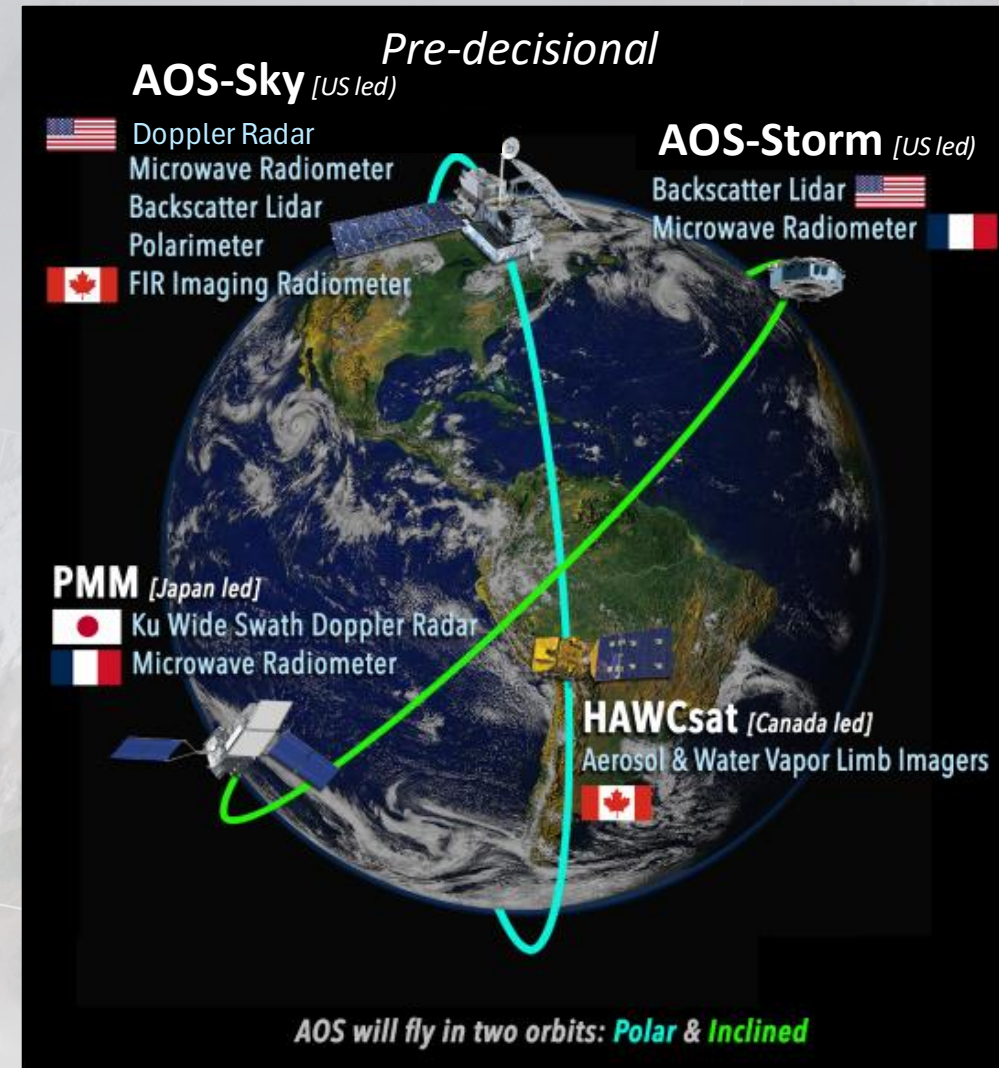 Pre-decisional
AOS-Sky [US led]
Doppler Radar
Microwave Radiometer
Backscatter Lidar
Polarimeter
FIR Imaging Radiometer
AOS-Storm [US led]
Backscatter Lidar
Microwave Radiometer
PMM [Japan led]
Ku Wide Swath Doppler Radar
Microwave Radiometer
HAWCsat [Canada led]
Aerosol & Water Vapor Limb Imagers
AOS will fly in two orbits: Polar & Inclined